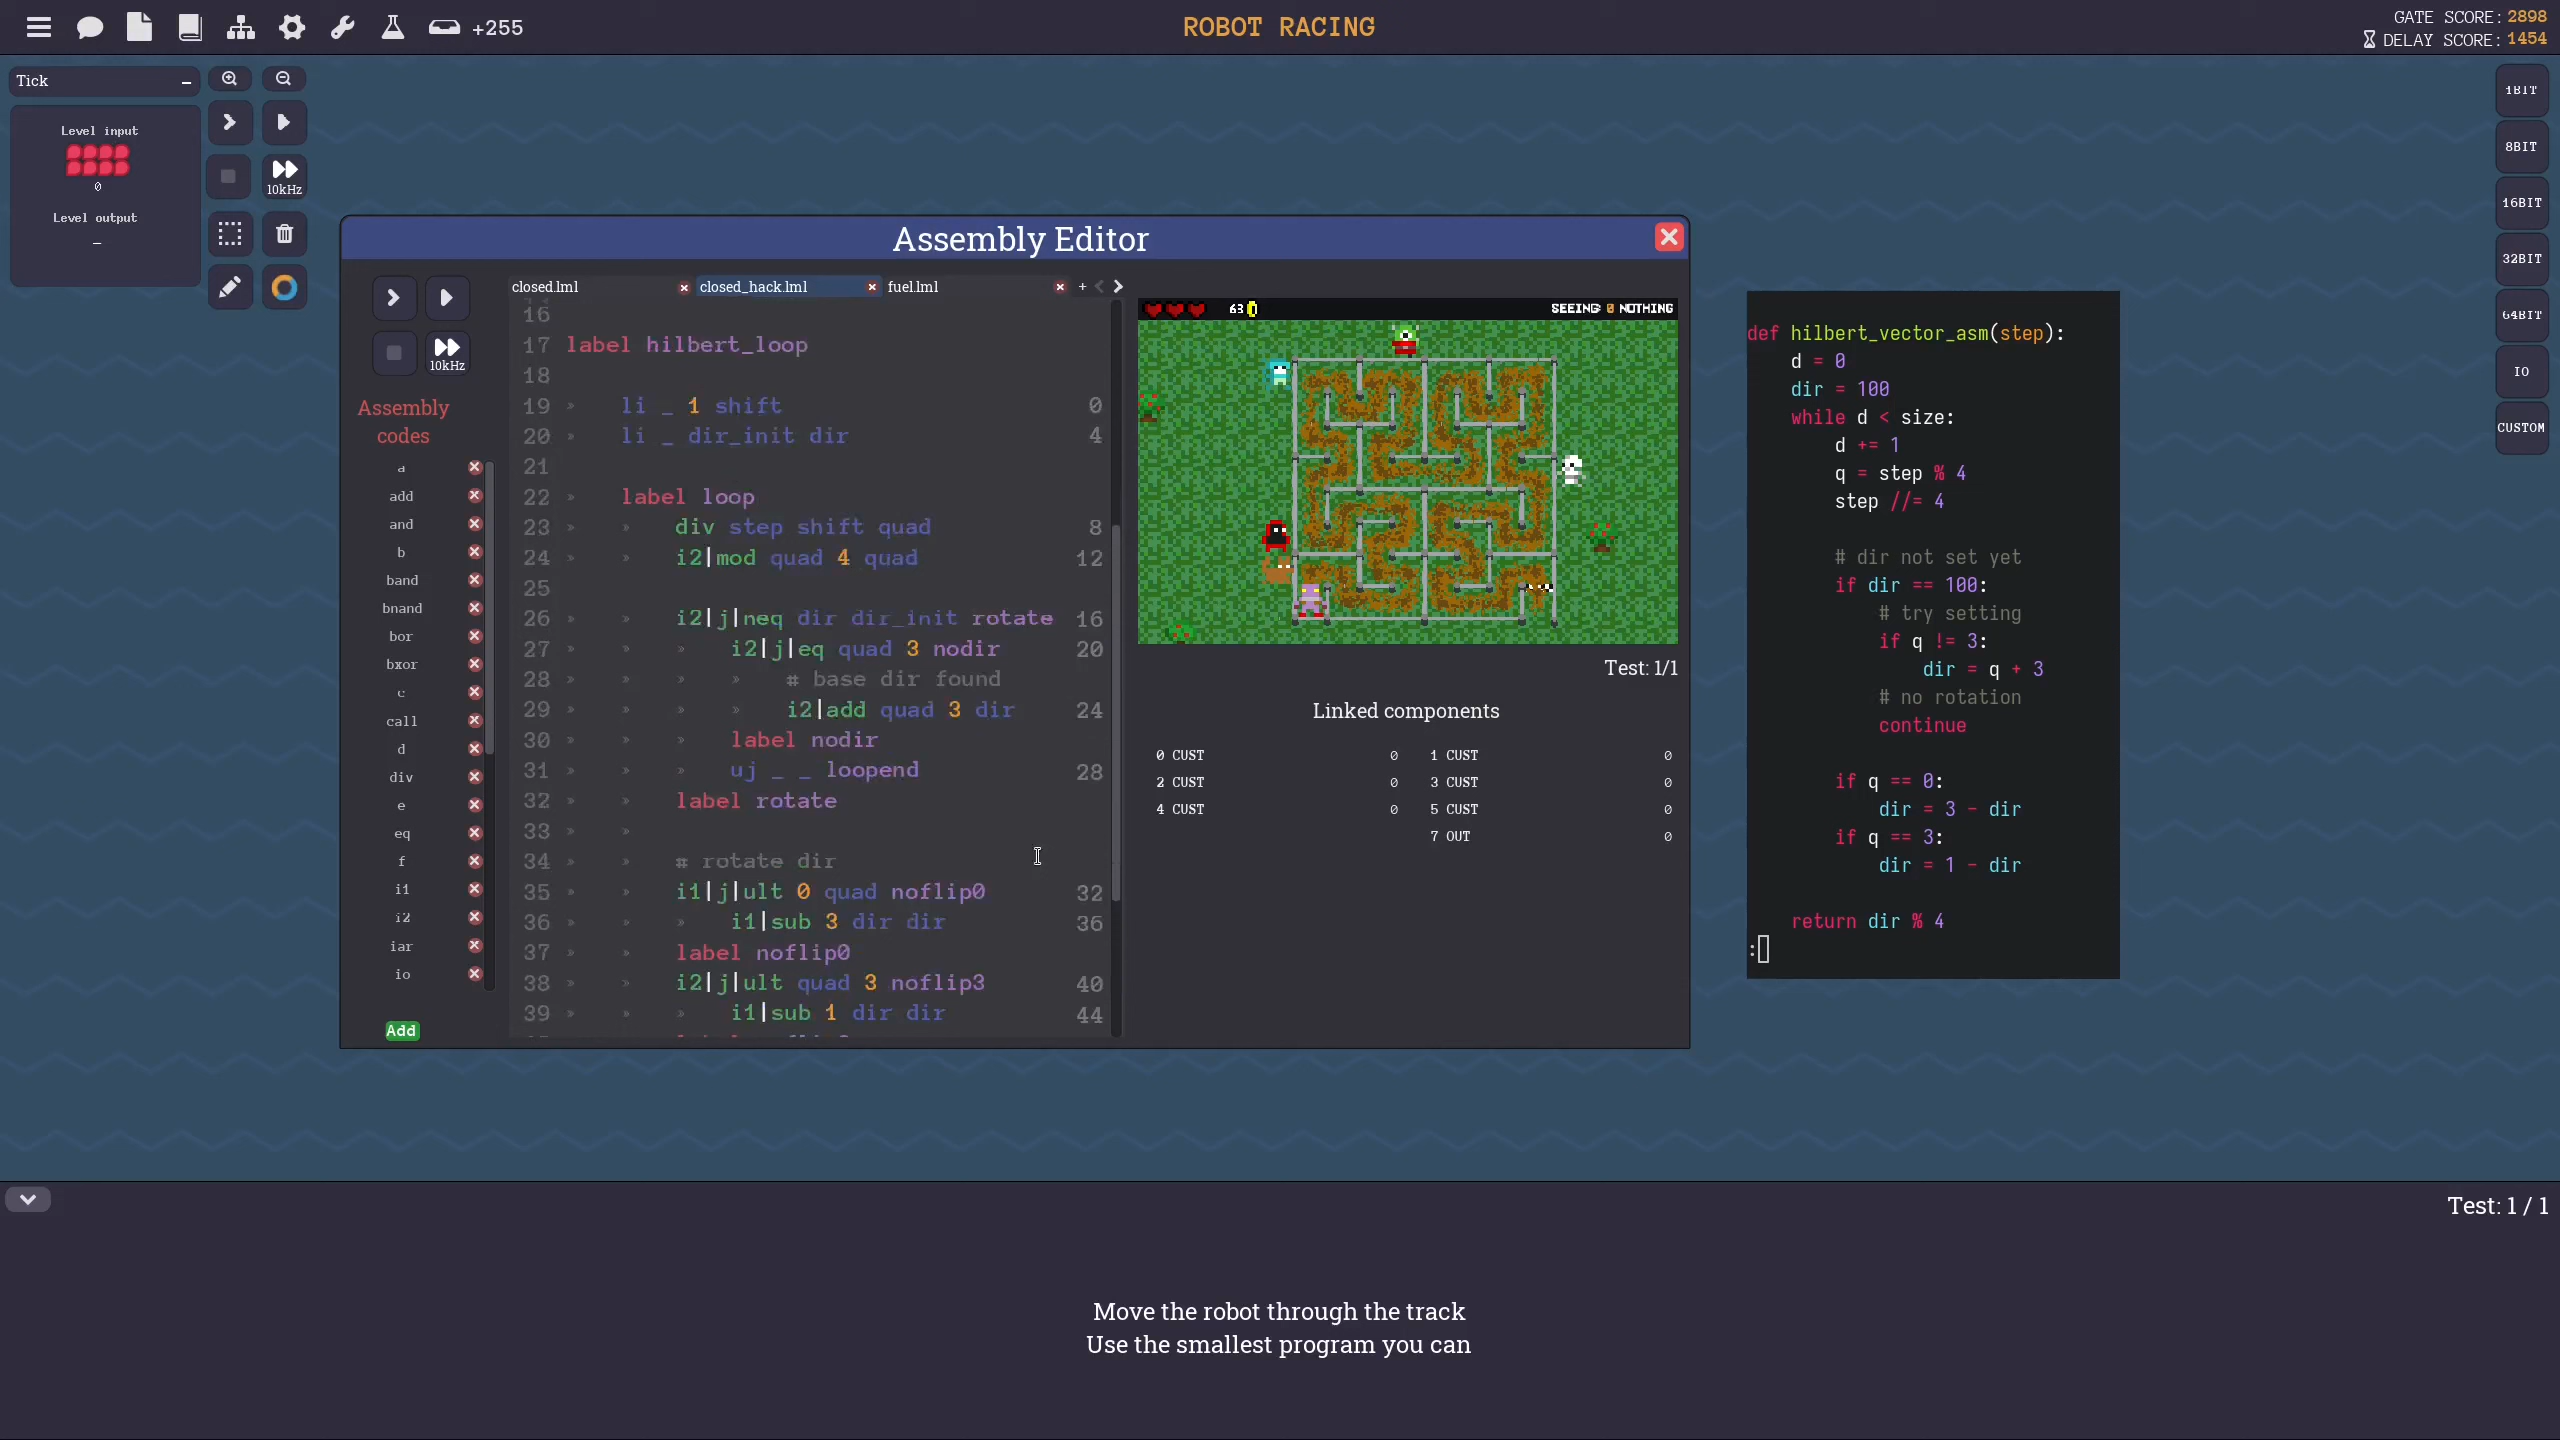 +255
ROBOT RACING
GATE SCORE: 2898
DELAY SCORE: 1454
Tick
Level input
0
Level output
–
10kHz
1BIT
8BIT
16BIT
32BIT
64BIT
IO
CUSTOM
Assembly Editor
closed.lml
closed_hack.lml
fuel.lml
+
10kHz
Assembly
codes
a
add
and
b
band
bnand
bor
bxor
c
call
d
div
e
eq
f
i1
i2
iar
io
Add
16
17 label hilbert_loop
18
19 li _ 1 shift 0
20 li _ dir_init dir 4
21
22 label loop
23 div step shift quad 8
24 i2|mod quad 4 quad 12
25
26 i2|j|neq dir dir_init rotate 16
27 i2|j|eq quad 3 nodir 20
28 # base dir found
29 i2|add quad 3 dir 24
30 label nodir
31 uj _ _ loopend 28
32 label rotate
33
34 # rotate dir
35 i1|j|ult 0 quad noflip0 32
36 i1|sub 3 dir dir 36
37 label noflip0
38 i2|j|ult quad 3 noflip3 40
39 i1|sub 1 dir dir 44
63
SEEING: 0 NOTHING
Test: 1/1
Linked components
0 CUST 0 1 CUST 0
2 CUST 0 3 CUST 0
4 CUST 0 5 CUST 0
7 OUT 0
def hilbert_vector_asm(step):
d = 0
dir = 100
while d < size:
d += 1
q = step % 4
step //= 4
# dir not set yet
if dir == 100:
# try setting
if q != 3:
dir = q + 3
# no rotation
continue
if q == 0:
dir = 3 - dir
if q == 3:
dir = 1 - dir
return dir % 4
:
Test: 1 / 1
Move the robot through the track
Use the smallest program you can